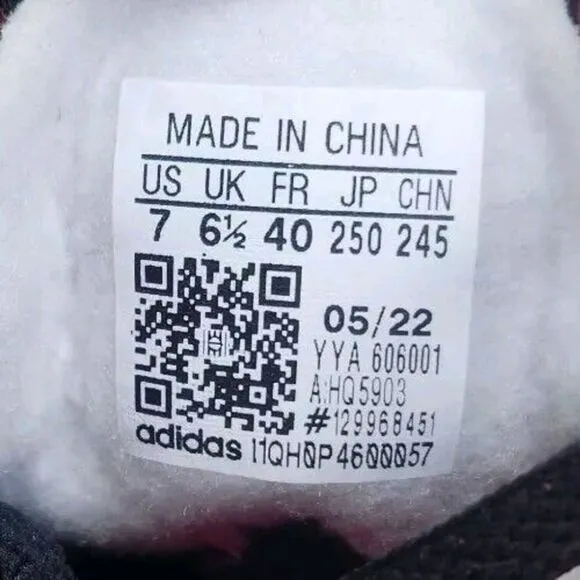 MADE IN CHINA
US UK FR JP CHN
7 6½ 40 250 245
05/22
YYA 606001
A:HQ5903
#129968451
adidas 11QH0P4600057